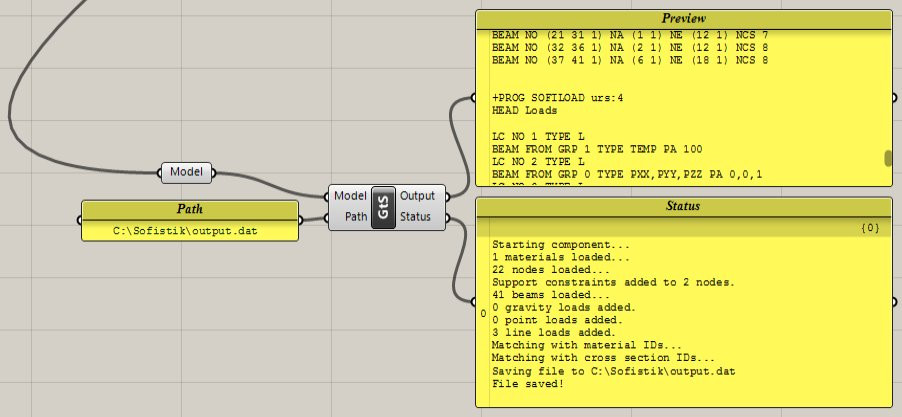 Preview
BEAM NO (21 31 1) NA (1 1) NE (12 1) NCS 7
BEAM NO (32 36 1) NA (2 1) NE (12 1) NCS 8
BEAM NO (37 41 1) NA (6 1) NE (18 1) NCS 8
+PROG SOFILOAD urs:4
HEAD Loads
LC NO 1 TYPE L
BEAM FROM GRP 1 TYPE TEMP PA 100
LC NO 2 TYPE L
BEAM FROM GRP 0 TYPE PXX,PYY,PZZ PA 0,0,1
Model
Model
Path
GtS
Output
Status
Path
C:\Sofistik\output.dat
Status
{0}
0
Starting component...
1 materials loaded...
22 nodes loaded...
Support constraints added to 2 nodes.
41 beams loaded...
0 gravity loads added.
0 point loads added.
3 line loads added.
Matching with material IDs...
Matching with cross section IDs...
Saving file to C:\Sofistik\output.dat
File saved!